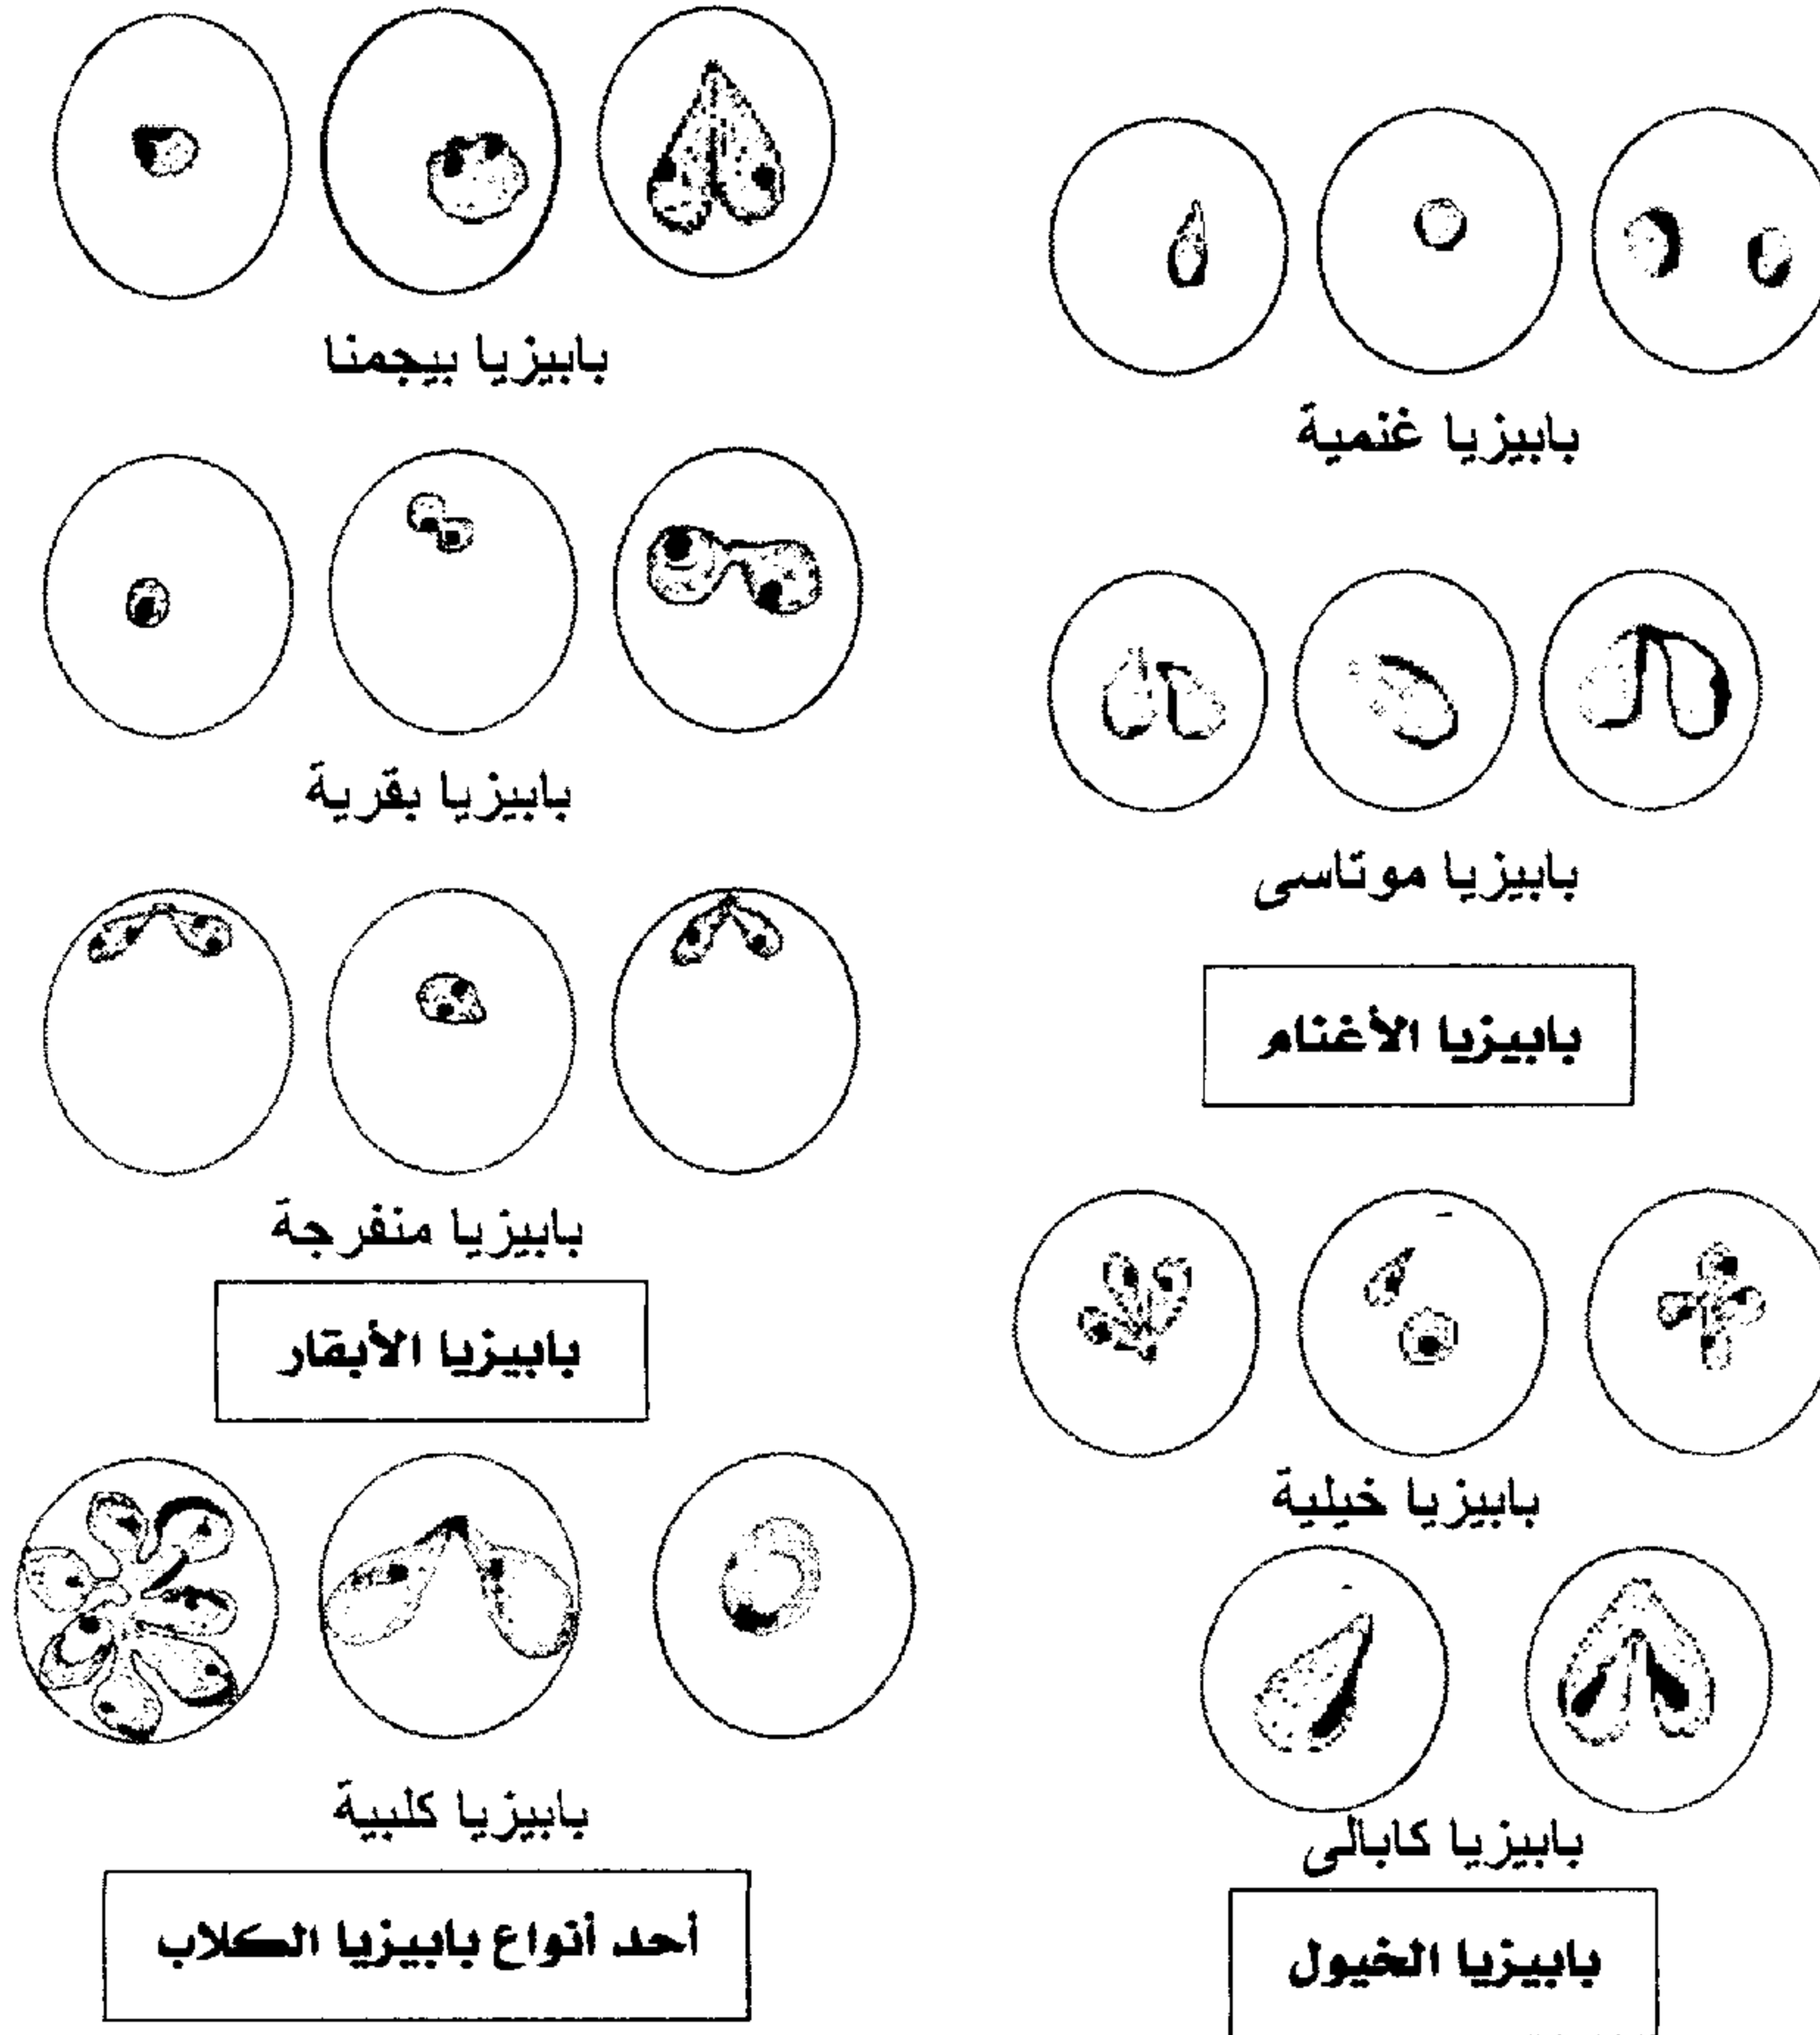 بابيزيا بيجمنا
بابيزيا غنمية
بابيزيا بقرية
بابيزيا موتاسى
بابيزيا الأغنام
بابيزيا منفرجة
بابيزيا الأبقار
بابيزيا خيلية
بابيزيا كلبية
بابيزيا كابالى
أحد أنواع بابيزيا الكلاب
بابيزيا الخيول